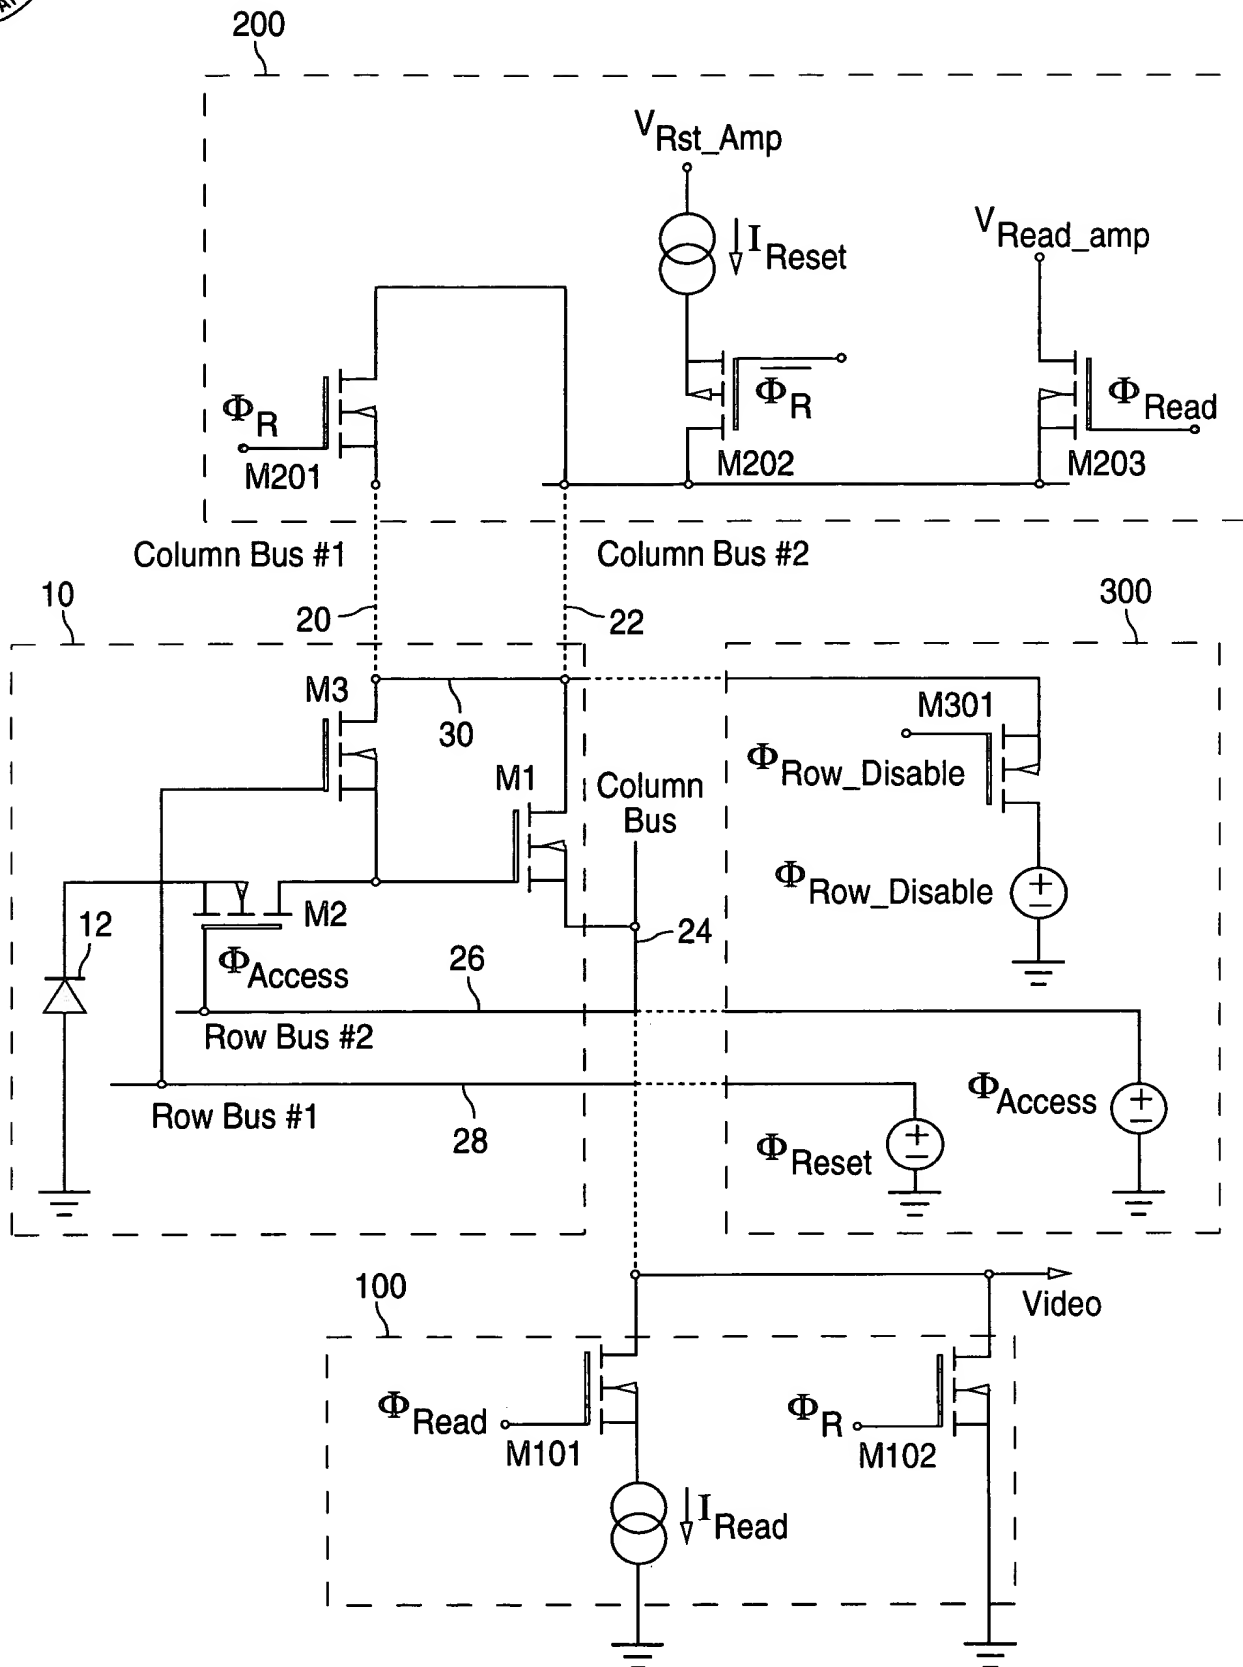 200
VRst_Amp
IReset
VRead_amp
ΦR
M201
ΦR
M202
ΦRead
M203
Column Bus #1
Column Bus #2
10
20
22
300
M3
30
M301
ΦRow_Disable
M1
Column
Bus
ΦRow_Disable
12
M2
24
ΦAccess
26
Row Bus #2
ΦAccess
Row Bus #1
28
ΦReset
100
Video
ΦRead
M101
ΦR
M102
IRead